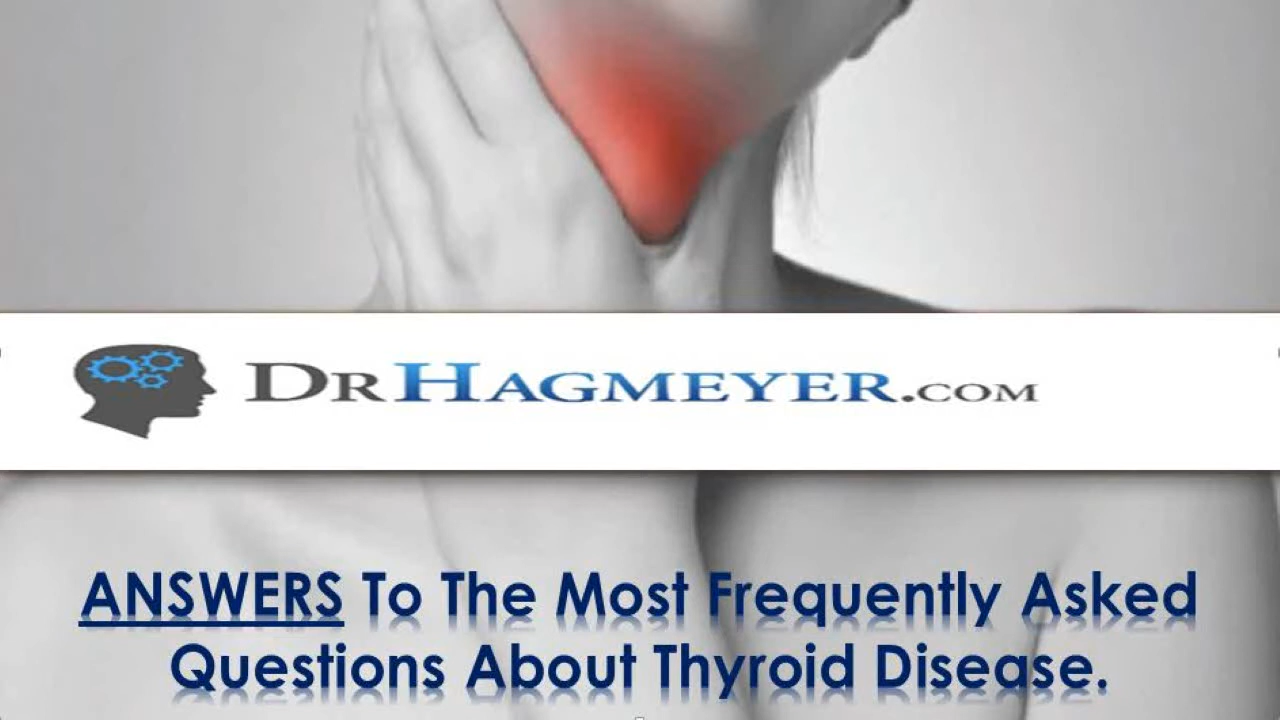 DrHagmeyer.com
ANSWERS To The Most Frequently Asked
Questions About Thyroid Disease.